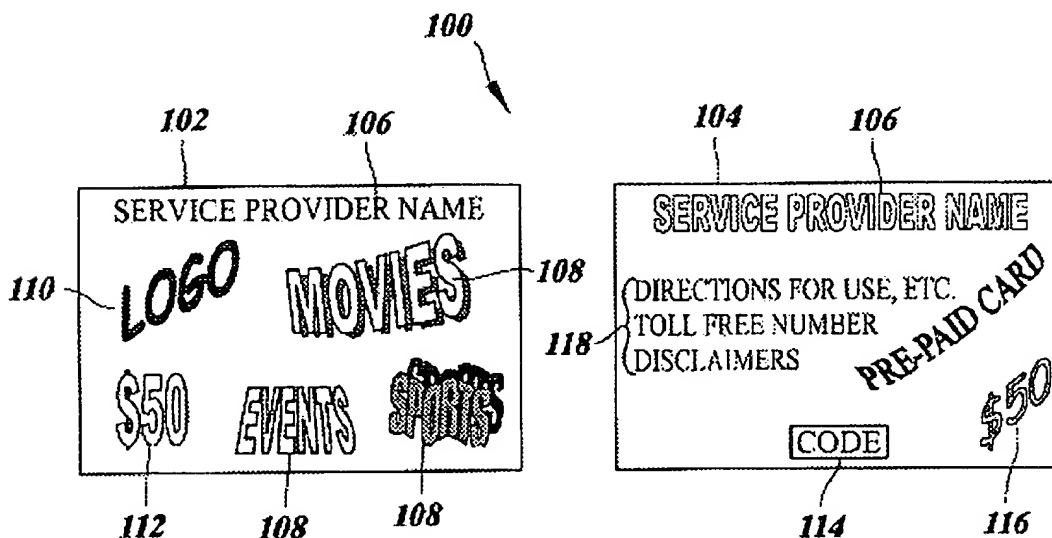 100
102
106
SERVICE PROVIDER NAME
LOGO
MOVIES
108
110
$50
EVENTS
SPORTS
112
108
108
104
106
SERVICE PROVIDER NAME
DIRECTIONS FOR USE, ETC.
TOLL FREE NUMBER
DISCLAIMERS
118
PRE-PAID CARD
$50
CODE
114
116